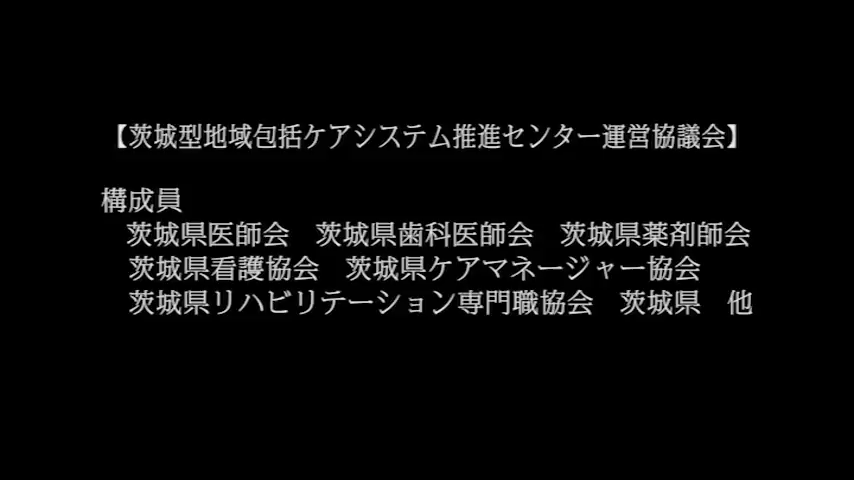 【茨城型地域包括ケアシステム推進センター運営協議会】
構成員
茨城県医師会　茨城県歯科医師会　茨城県薬剤師会
茨城県看護協会　茨城県ケアマネージャー協会
茨城県リハビリテーション専門職協会　茨城県　他